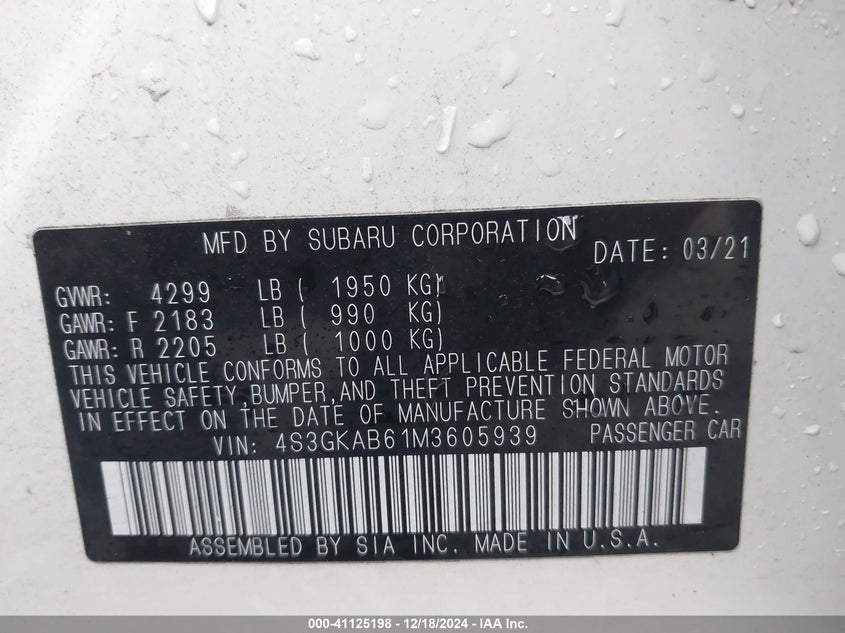 MFD BY SUBARU CORPORATION DATE: 03/21
GVWR: 4299 LB ( 1950 KG)
GAWR: F 2183 LB ( 990 KG)
GAWR: R 2205 LB ( 1000 KG)
THIS VEHICLE CONFORMS TO ALL APPLICABLE FEDERAL MOTOR
VEHICLE SAFETY, BUMPER, AND THEFT PREVENTION STANDARDS
IN EFFECT ON THE DATE OF MANUFACTURE SHOWN ABOVE.
VIN: 4S3GKAB61M3605939 PASSENGER CAR
ASSEMBLED BY SIA INC. MADE IN U.S.A.
000-41125198 - 12/18/2024 - IAA Inc.